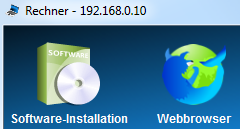 Rechner - 192.168.0.10
SOFTWARE
Software-Installation
Webbrowser